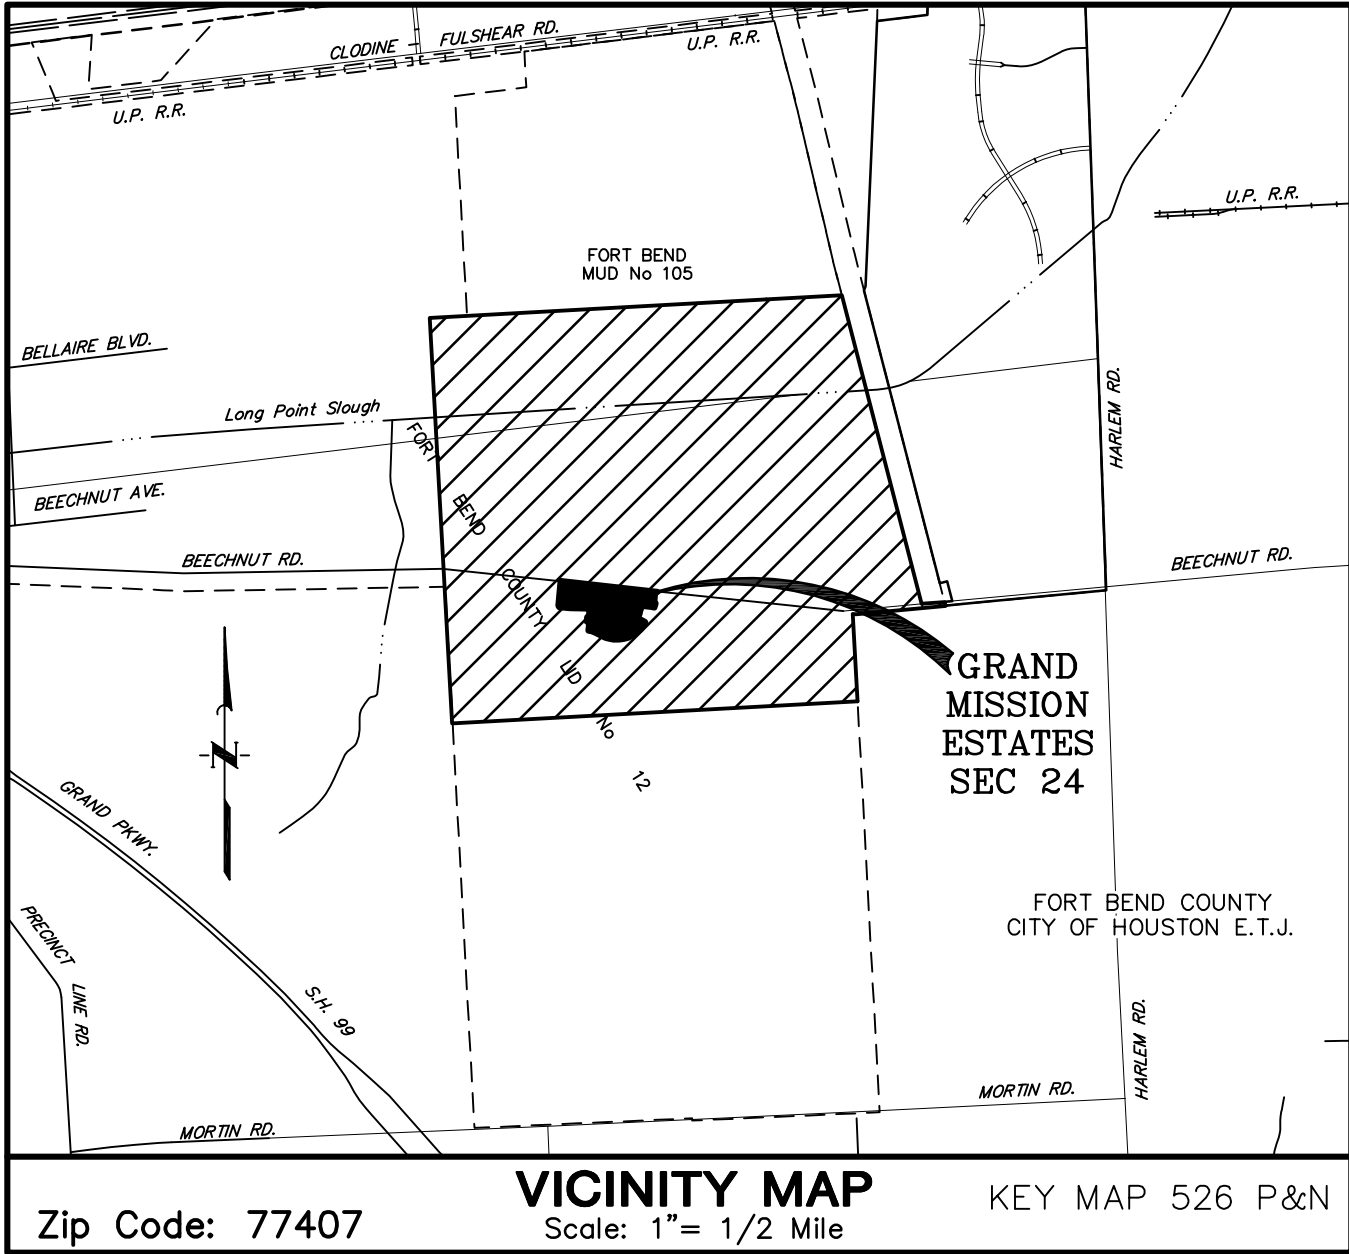 CLODINE
FULSHEAR RD.
U.P. R.R.
U.P. R.R.
U.P. R.R.
FORT BEND
MUD No 105
BELLAIRE BLVD.
Long Point Slough
HARLEM RD.
FORT
BEND
COUNTY
LID
No
12
BEECHNUT AVE.
BEECHNUT RD.
BEECHNUT RD.
GRAND
MISSION
ESTATES
SEC 24
N
GRAND PKWY.
S.H. 99
PRECINCT LINE RD.
FORT BEND COUNTY
CITY OF HOUSTON E.T.J.
HARLEM RD.
MORTIN RD.
MORTIN RD.
VICINITY MAP
Scale: 1"= 1/2 Mile
Zip Code: 77407
KEY MAP 526 P&N